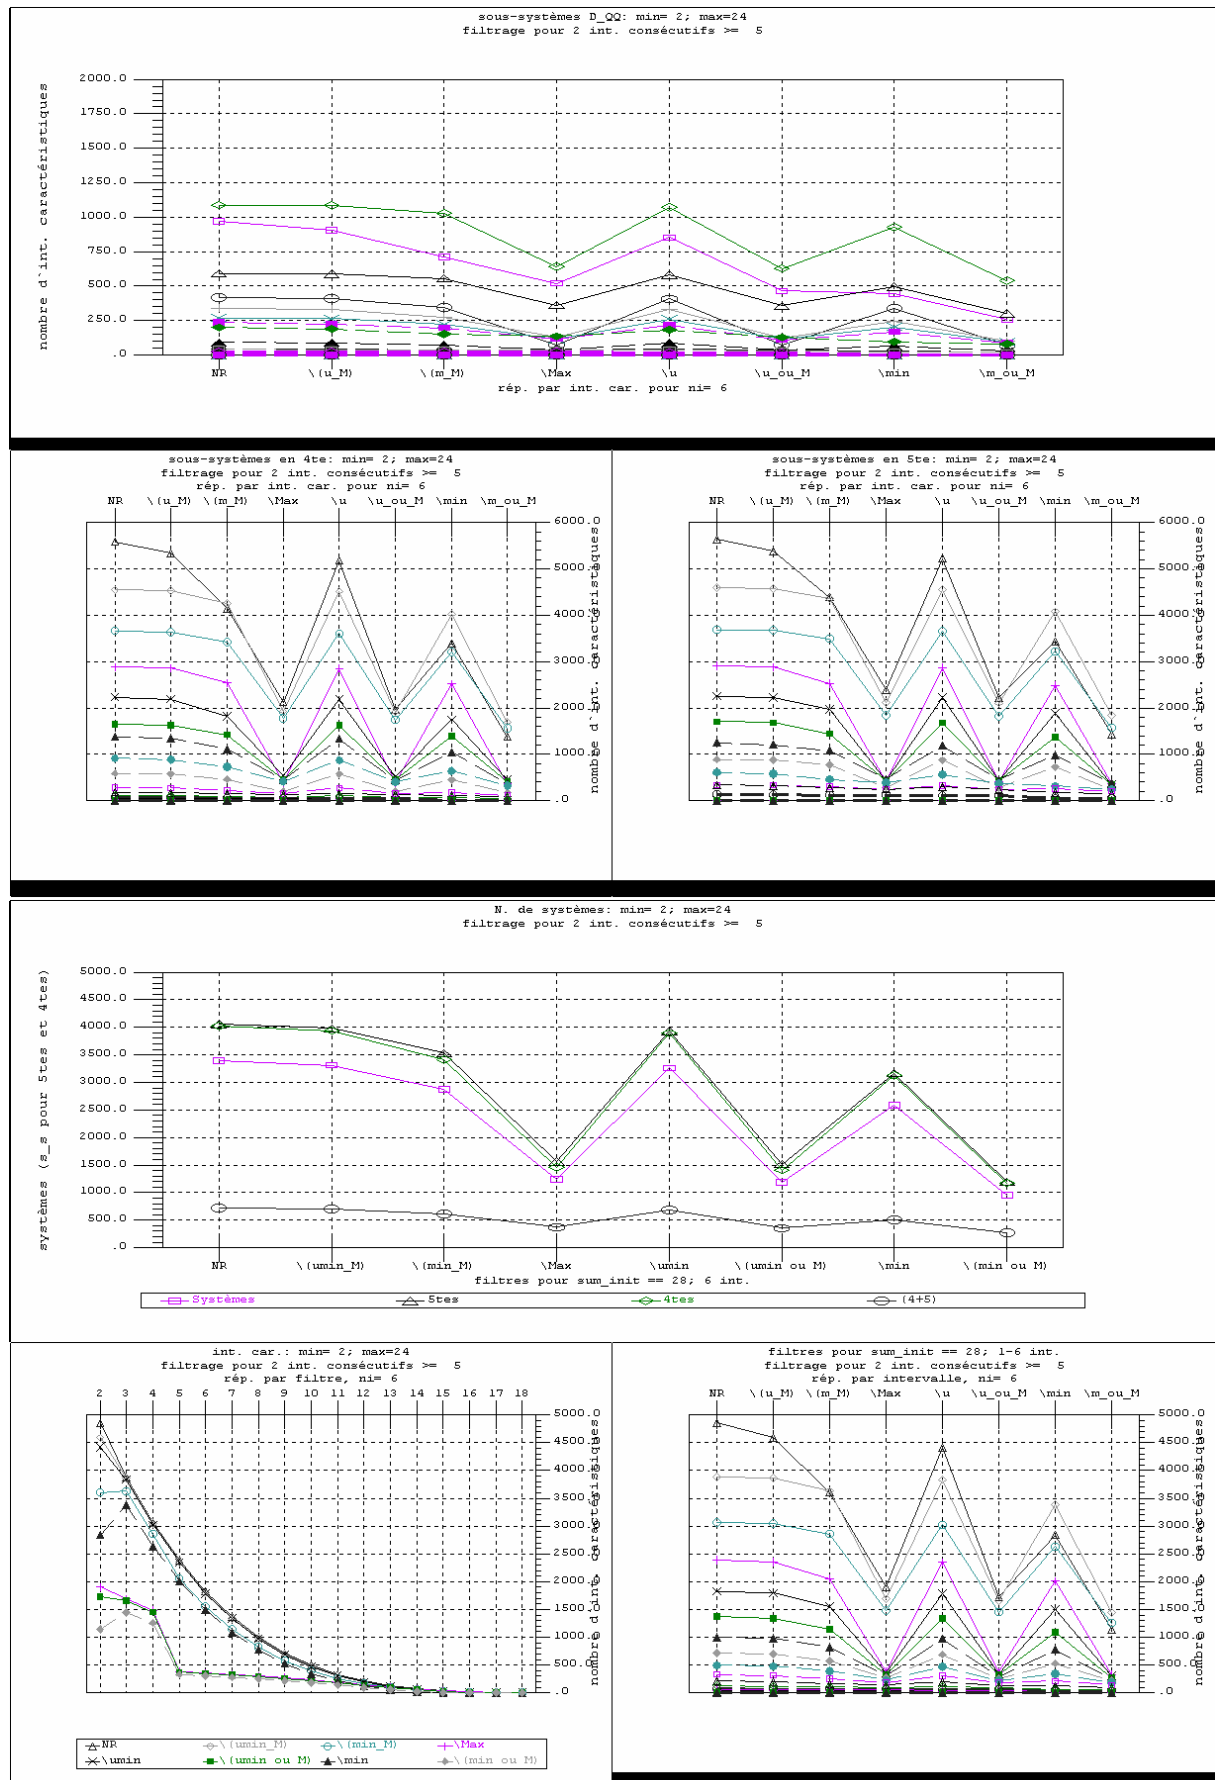 sous-systèmes D_QQ: min= 2; max=24
filtrage pour 2 int. consécutifs >= 5
nombre d`int. caractéristiques
2000.0
1750.0
1500.0
1250.0
1000.0
750.0
500.0
250.0
.0
NR \(u_M) \(m_M) \Max \u \u_ou_M \min \m_ou_M
rép. par int. car. pour ni= 6
sous-systèmes en 4te: min= 2; max=24
filtrage pour 2 int. consécutifs >= 5
rép. par int. car. pour ni= 6
NR \(u_M) \(m_M) \Max \u \u_ou_M \min \m_ou_M
6000.0
5000.0
4000.0
3000.0
2000.0
1000.0
.0
nombre d`int. caractéristiques
sous-systèmes en 5te: min= 2; max=24
filtrage pour 2 int. consécutifs >= 5
rép. par int. car. pour ni= 6
NR \(u_M) \(m_M) \Max \u \u_ou_M \min \m_ou_M
6000.0
5000.0
4000.0
3000.0
2000.0
1000.0
.0
nombre d`int. caractéristiques
N. de systèmes: min= 2; max=24
filtrage pour 2 int. consécutifs >= 5
systèmes (s_s pour 5tes et 4tes)
5000.0
4500.0
4000.0
3500.0
3000.0
2500.0
2000.0
1500.0
1000.0
500.0
.0
NR \(umin_M) \(min_M) \Max \umin \(umin ou M) \min \(min ou M)
filtres pour sum_init == 28; 6 int.
Systèmes 5tes 4tes (4+5)
int. car.: min= 2; max=24
filtrage pour 2 int. consécutifs >= 5
rép. par filtre, ni= 6
2 3 4 5 6 7 8 9 10 11 12 13 14 15 16 17 18
5000.0
4500.0
4000.0
3500.0
3000.0
2500.0
2000.0
1500.0
1000.0
500.0
.0
nombre d`int. caractéristiques
NR \(umin_M) \(min_M) \Max
\umin \(umin ou M) \min \(min ou M)
filtres pour sum_init == 28; 1-6 int.
filtrage pour 2 int. consécutifs >= 5
rép. par intervalle, ni= 6
NR \(u_M) \(m_M) \Max \u \u_ou_M \min \m_ou_M
5000.0
4500.0
4000.0
3500.0
3000.0
2500.0
2000.0
1500.0
1000.0
500.0
.0
nombre d`int. caractéristiques